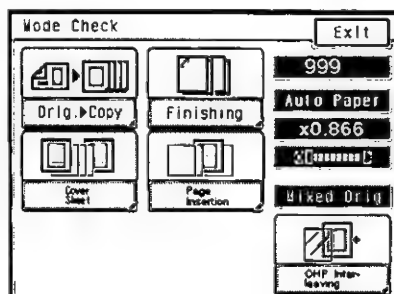 Mode Check
Exit
999
Auto Paper
Orig.▶Copy
Finishing
x0.866
Cover
Sheet
Page
Insertion
Mixed Orig
OHP Inter-
leaving